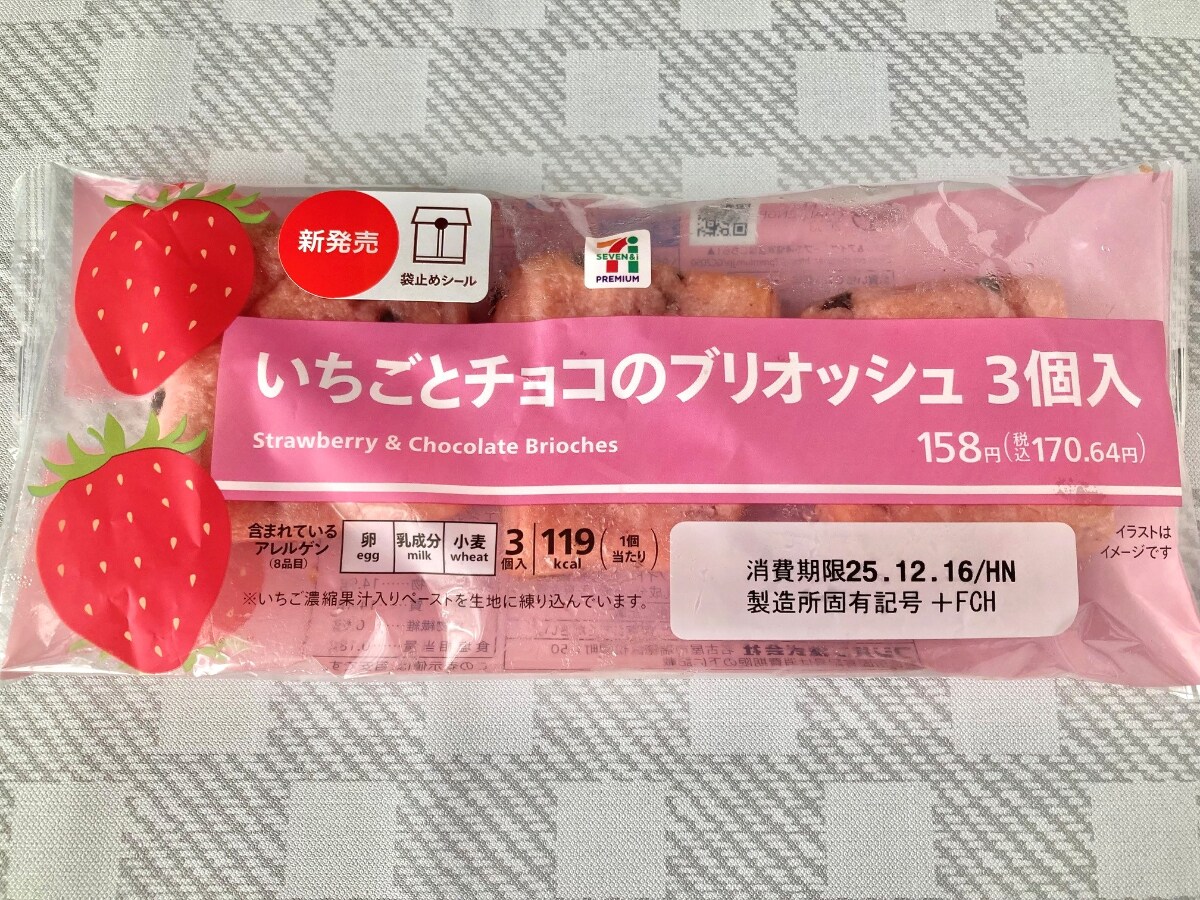 新発売
袋止めシール
SEVEN&i
PREMIUM
いちごとチョコのブリオッシュ 3個入
Strawberry & Chocolate Brioches
158円(税込170.64円)
含まれている
アレルゲン
(8品目)
卵 乳成分 小麦
egg milk wheat
3個入
119kcal
(1個当たり)
※いちご濃縮果汁入りペーストを生地に練り込んでいます。
消費期限25.12.16/HN
製造所固有記号 +FCH
イラストは
イメージです